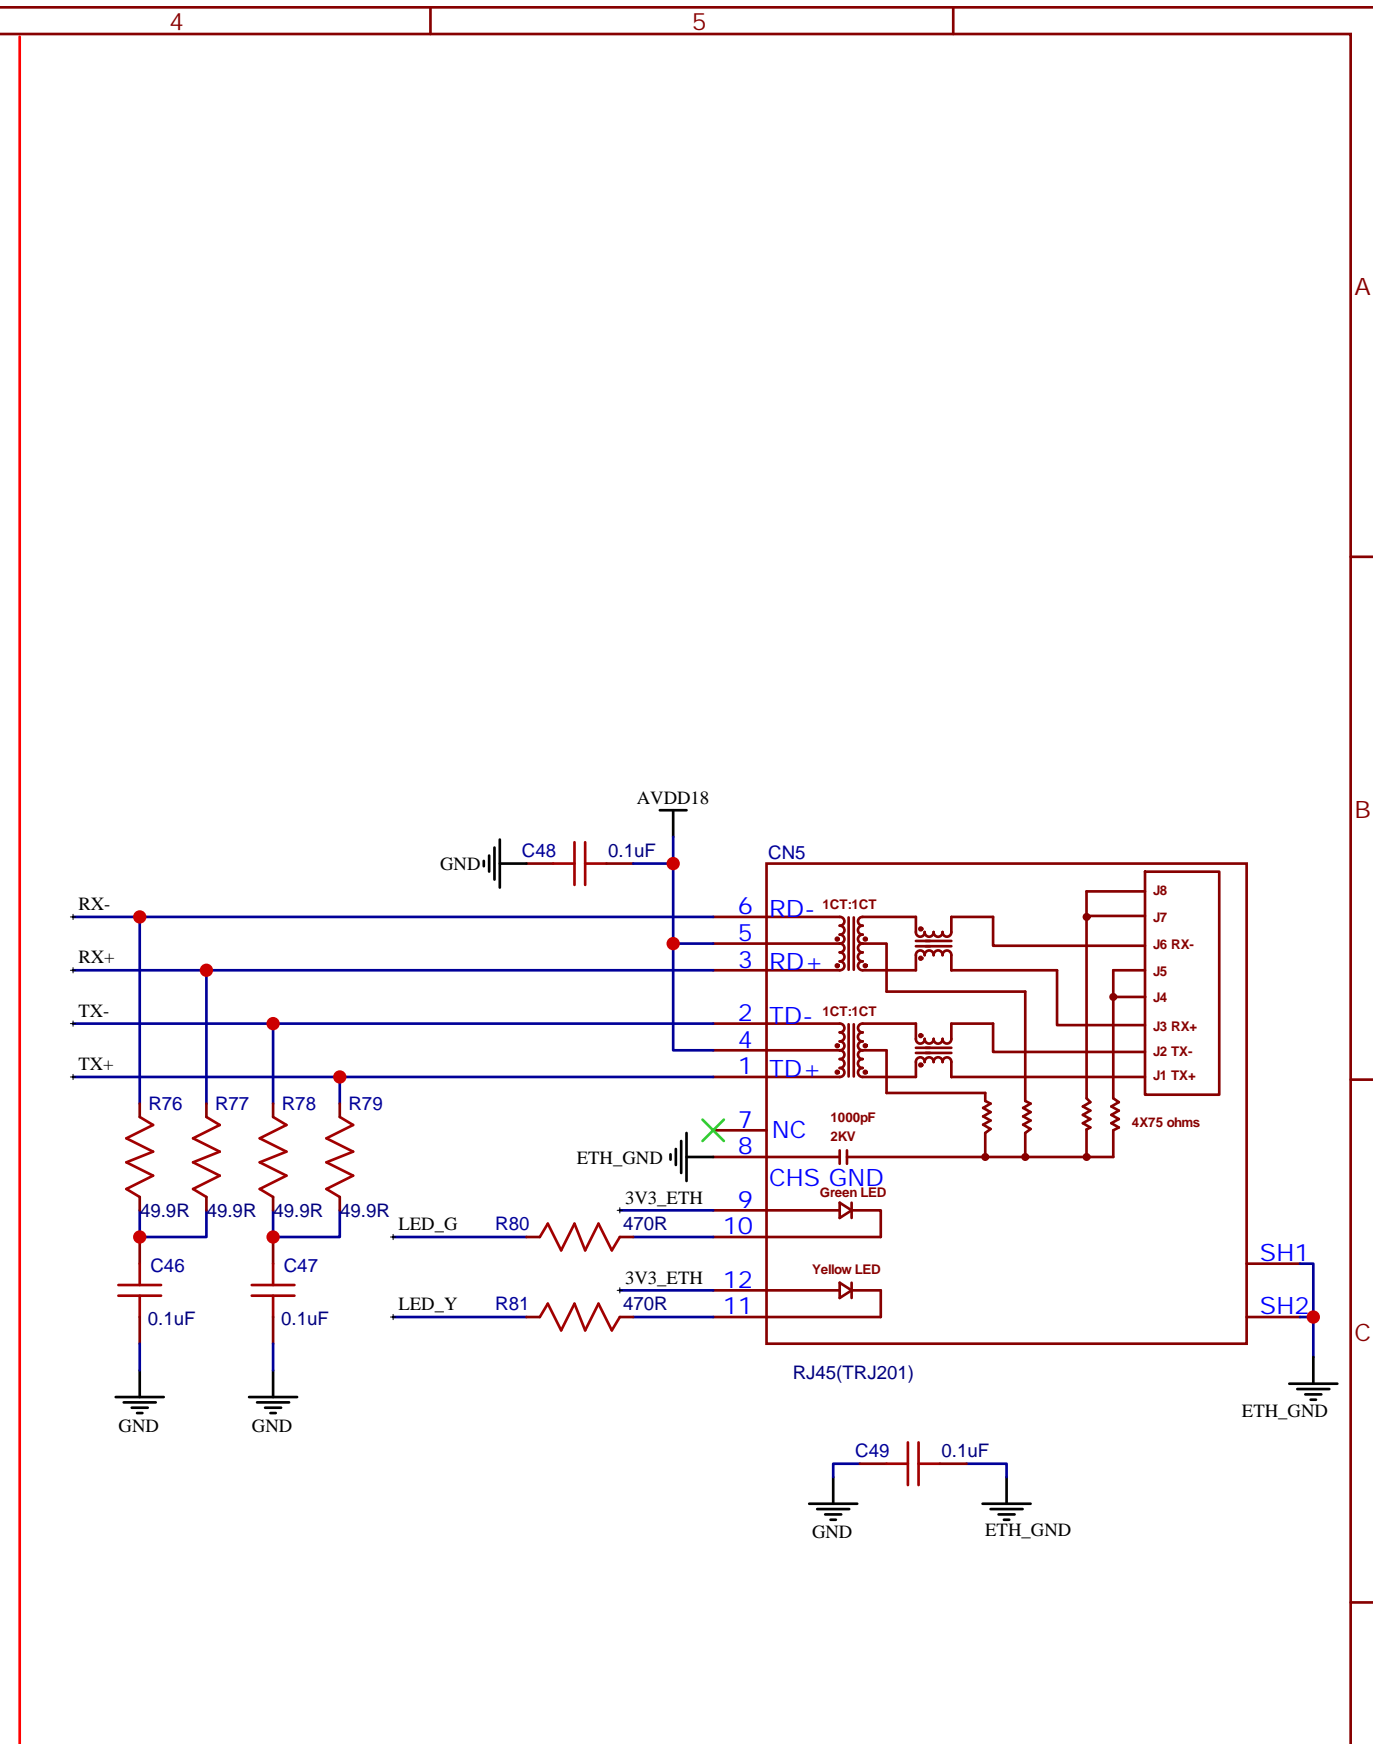 4
5
A
B
C
AVDD18
GND
C48
0.1uF
CN5
RX-
RX+
TX-
TX+
6
5
3
2
4
1
7
8
9
10
12
11
RD-
RD+
TD-
TD+
NC
CHS_GND
1CT:1CT
1CT:1CT
J8
J7
J6 RX-
J5
J4
J3 RX+
J2 TX-
J1 TX+
4X75 ohms
1000pF
2KV
ETH_GND
Green LED
Yellow LED
R76
R77
R78
R79
49.9R
49.9R
49.9R
49.9R
3V3_ETH
LED_G
R80
470R
3V3_ETH
LED_Y
R81
470R
C46
0.1uF
C47
0.1uF
GND
GND
SH1
SH2
ETH_GND
RJ45(TRJ201)
C49
0.1uF
GND
ETH_GND